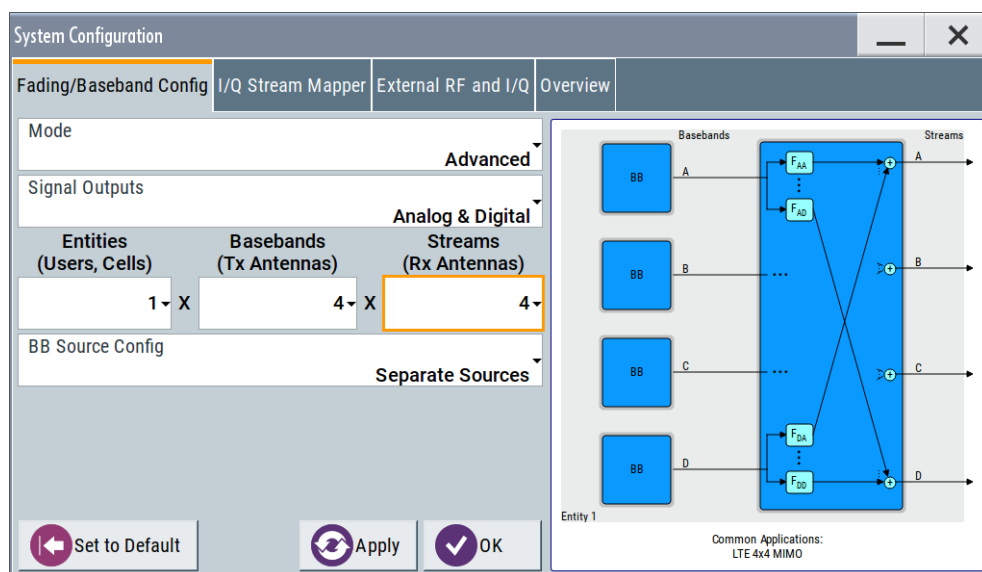 System Configuration
Fading/Baseband Config I/Q Stream Mapper External RF and I/Q Overview
Mode
Advanced
Signal Outputs
Analog & Digital
Entities
(Users, Cells)
Basebands
(Tx Antennas)
Streams
(Rx Antennas)
1 X 4 X 4
BB Source Config
Separate Sources
Set to Default
Apply
OK
Basebands
Streams
BB A FAA A
FAD
BB B ... B
BB C ... C
FDA
BB D FDD D
Entity 1
Common Applications:
LTE 4x4 MIMO